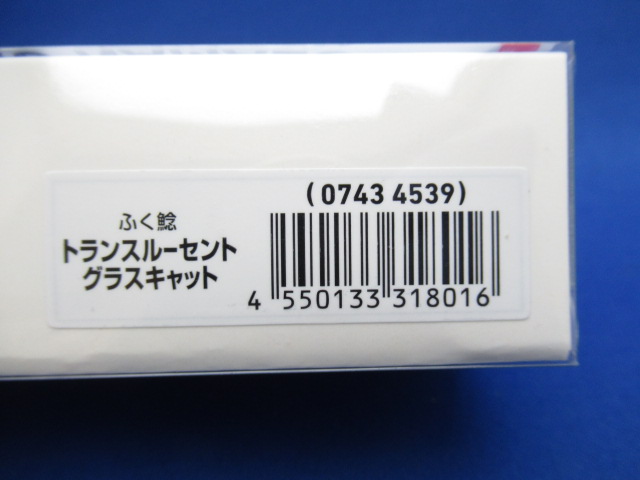 ふく鯰
トランスルーセント
グラスキャット
(0743 4539)
4 550133 318016